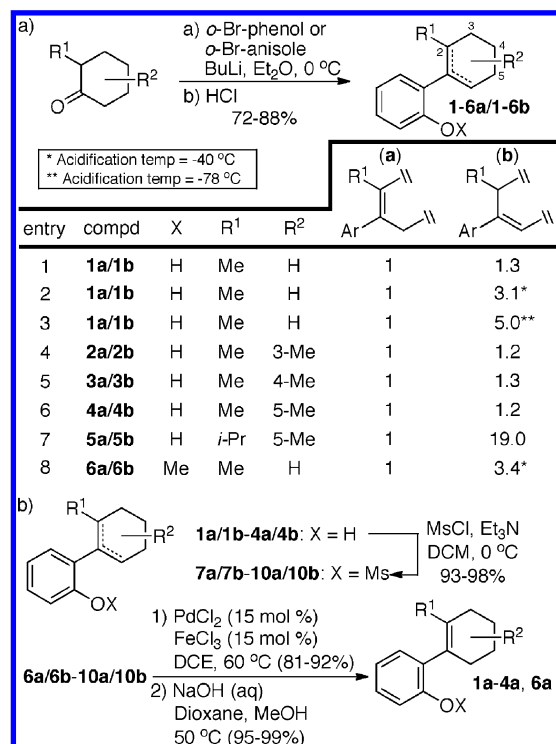 a)
R1
R2
O
a) o-Br-phenol or
o-Br-anisole
BuLi, Et2O, 0 °C
b) HCl
72-88%
R1
2
3
4
5
R2
OX
1-6a/1-6b
* Acidification temp = -40 °C
** Acidification temp = -78 °C
(a) (b)
R1 R1
Ar Ar
entry compd X R1 R2
1 1a/1b H Me H 1 1.3
2 1a/1b H Me H 1 3.1*
3 1a/1b H Me H 1 5.0**
4 2a/2b H Me 3-Me 1 1.2
5 3a/3b H Me 4-Me 1 1.3
6 4a/4b H Me 5-Me 1 1.2
7 5a/5b H i-Pr 5-Me 1 19.0
8 6a/6b Me Me H 1 3.4*
b)
R1
R2
OX
1a/1b-4a/4b: X = H
7a/7b-10a/10b: X = Ms
MsCl, Et3N
DCM, 0 °C
93-98%
6a/6b-10a/10b
1) PdCl2 (15 mol %)
FeCl3 (15 mol %)
DCE, 60 °C (81-92%)
2) NaOH (aq)
Dioxane, MeOH
50 °C (95-99%)
R1
R2
OX
1a-4a, 6a